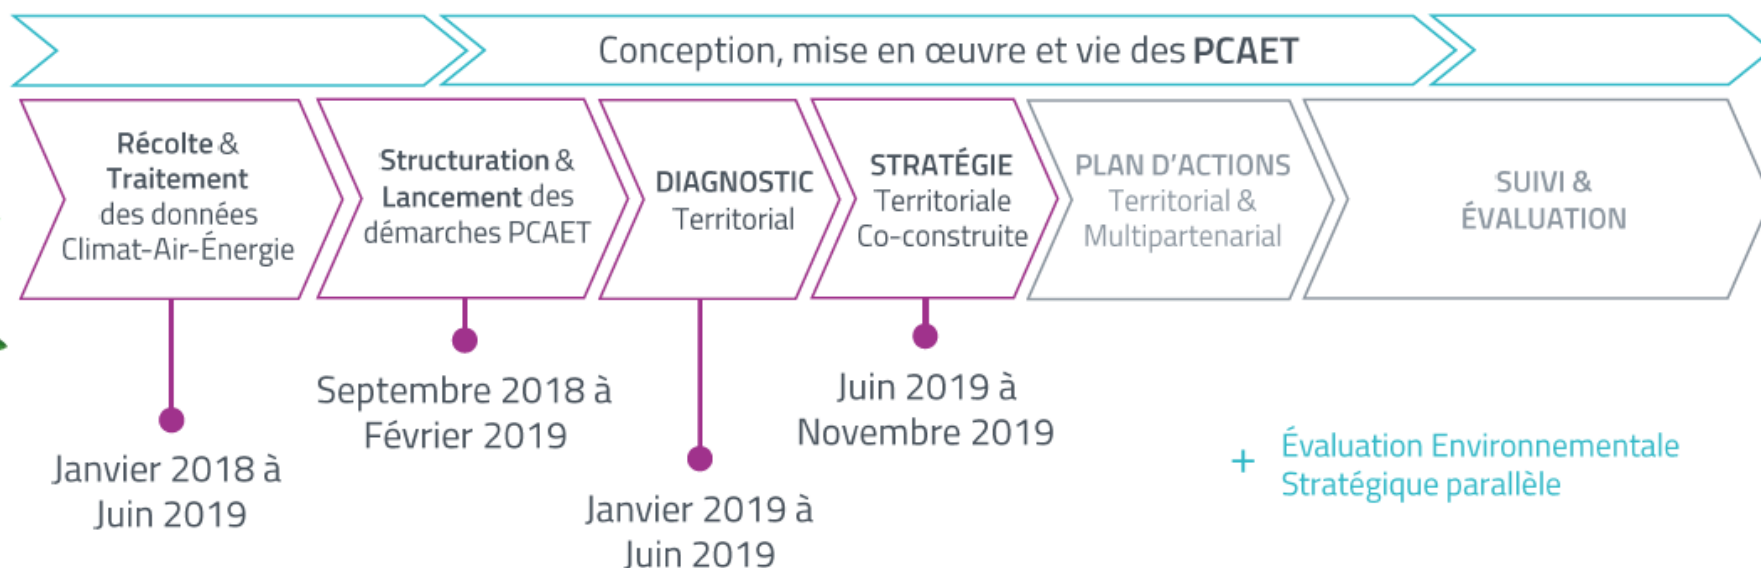 Conception, mise en œuvre et vie des PCAET
Récolte &
Traitement
des données
Climat-Air-Énergie
Structuration &
Lancement des
démarches PCAET
DIAGNOSTIC
Territorial
STRATÉGIE
Territoriale
Co-construite
PLAN D'ACTIONS
Territorial &
Multipartenarial
SUIVI &
ÉVALUATION
Janvier 2018 à
Juin 2019
Septembre 2018 à
Février 2019
Janvier 2019 à
Juin 2019
Juin 2019 à
Novembre 2019
+ Évaluation Environnementale
Stratégique parallèle